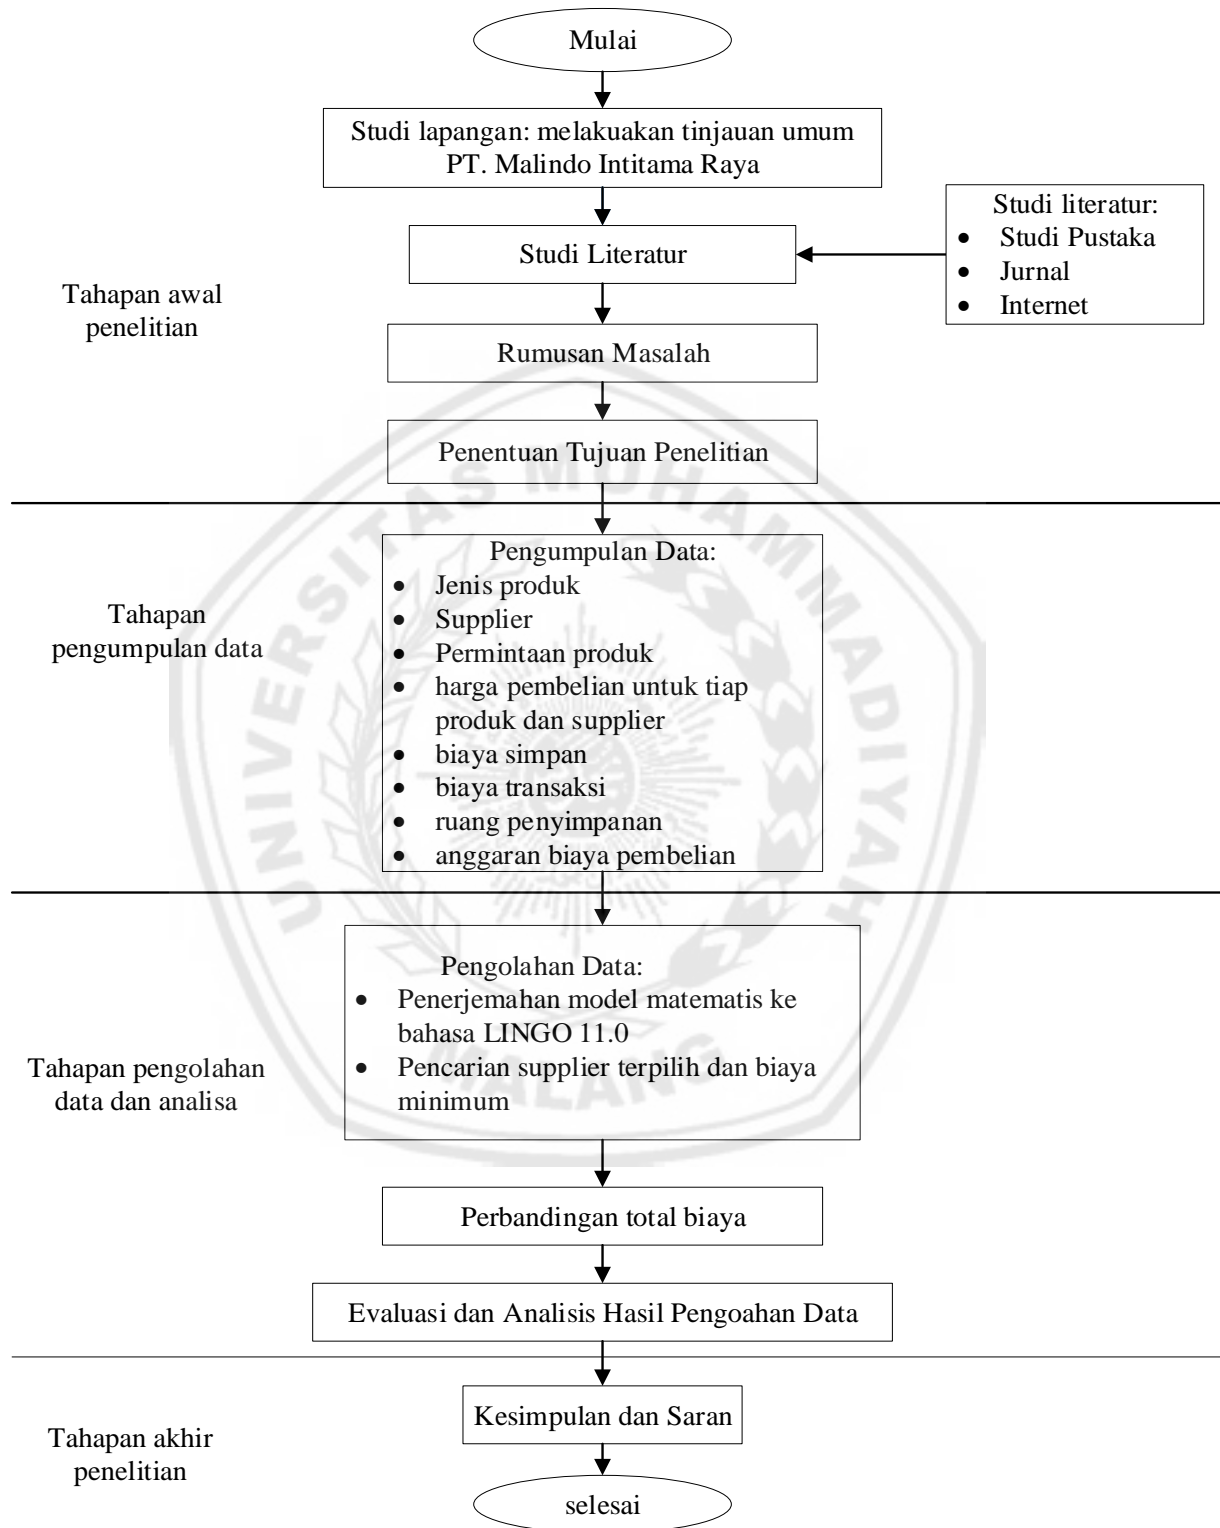 Mulai
Studi lapangan: melakuakan tinjauan umum
PT. Malindo Intitama Raya
Studi literatur:
• Studi Pustaka
• Jurnal
• Internet
Studi Literatur
Tahapan awal
penelitian
Rumusan Masalah
Penentuan Tujuan Penelitian
Pengumpulan Data:
• Jenis produk
• Supplier
• Permintaan produk
• harga pembelian untuk tiap
produk dan supplier
• biaya simpan
• biaya transaksi
• ruang penyimpanan
• anggaran biaya pembelian
Tahapan
pengumpulan data
Pengolahan Data:
• Penerjemahan model matematis ke
bahasa LINGO 11.0
• Pencarian supplier terpilih dan biaya
minimum
Tahapan pengolahan
data dan analisa
Perbandingan total biaya
Evaluasi dan Analisis Hasil Pengoahan Data
Kesimpulan dan Saran
Tahapan akhir
penelitian
selesai
UNIVERSITAS MUHAMMADIYAH
MALANG